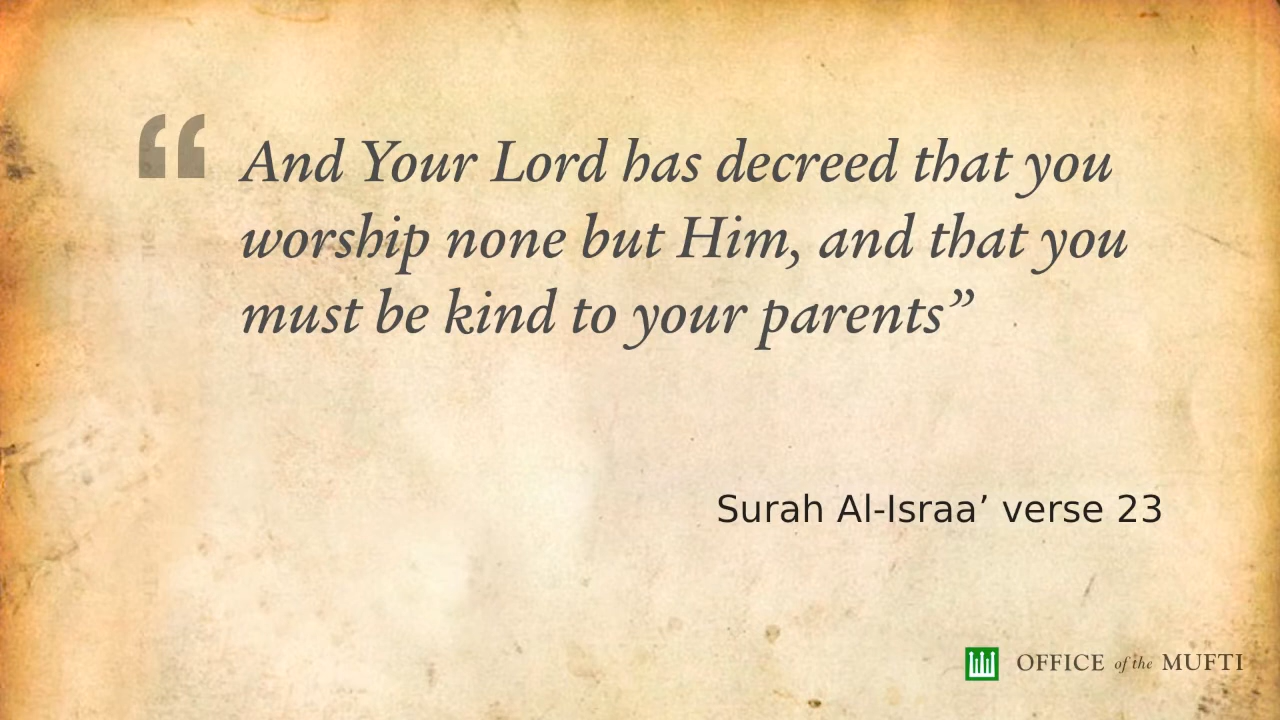 “ And Your Lord has decreed that you
worship none but Him, and that you
must be kind to your parents”
Surah Al-Israa’ verse 23
OFFICE of the MUFTI